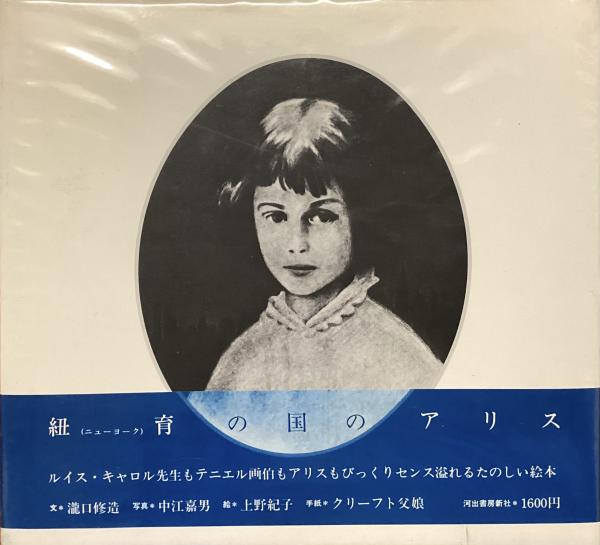 紐(ニューヨーク)育の国のアリス
ルイス・キャロル先生もテニエル画伯もアリスもびっくりセンス溢れるたのしい絵本
文*瀧口修造 写真*中江嘉男 絵*上野紀子 手紙*クリーフト父娘 河出書房新社*1600円